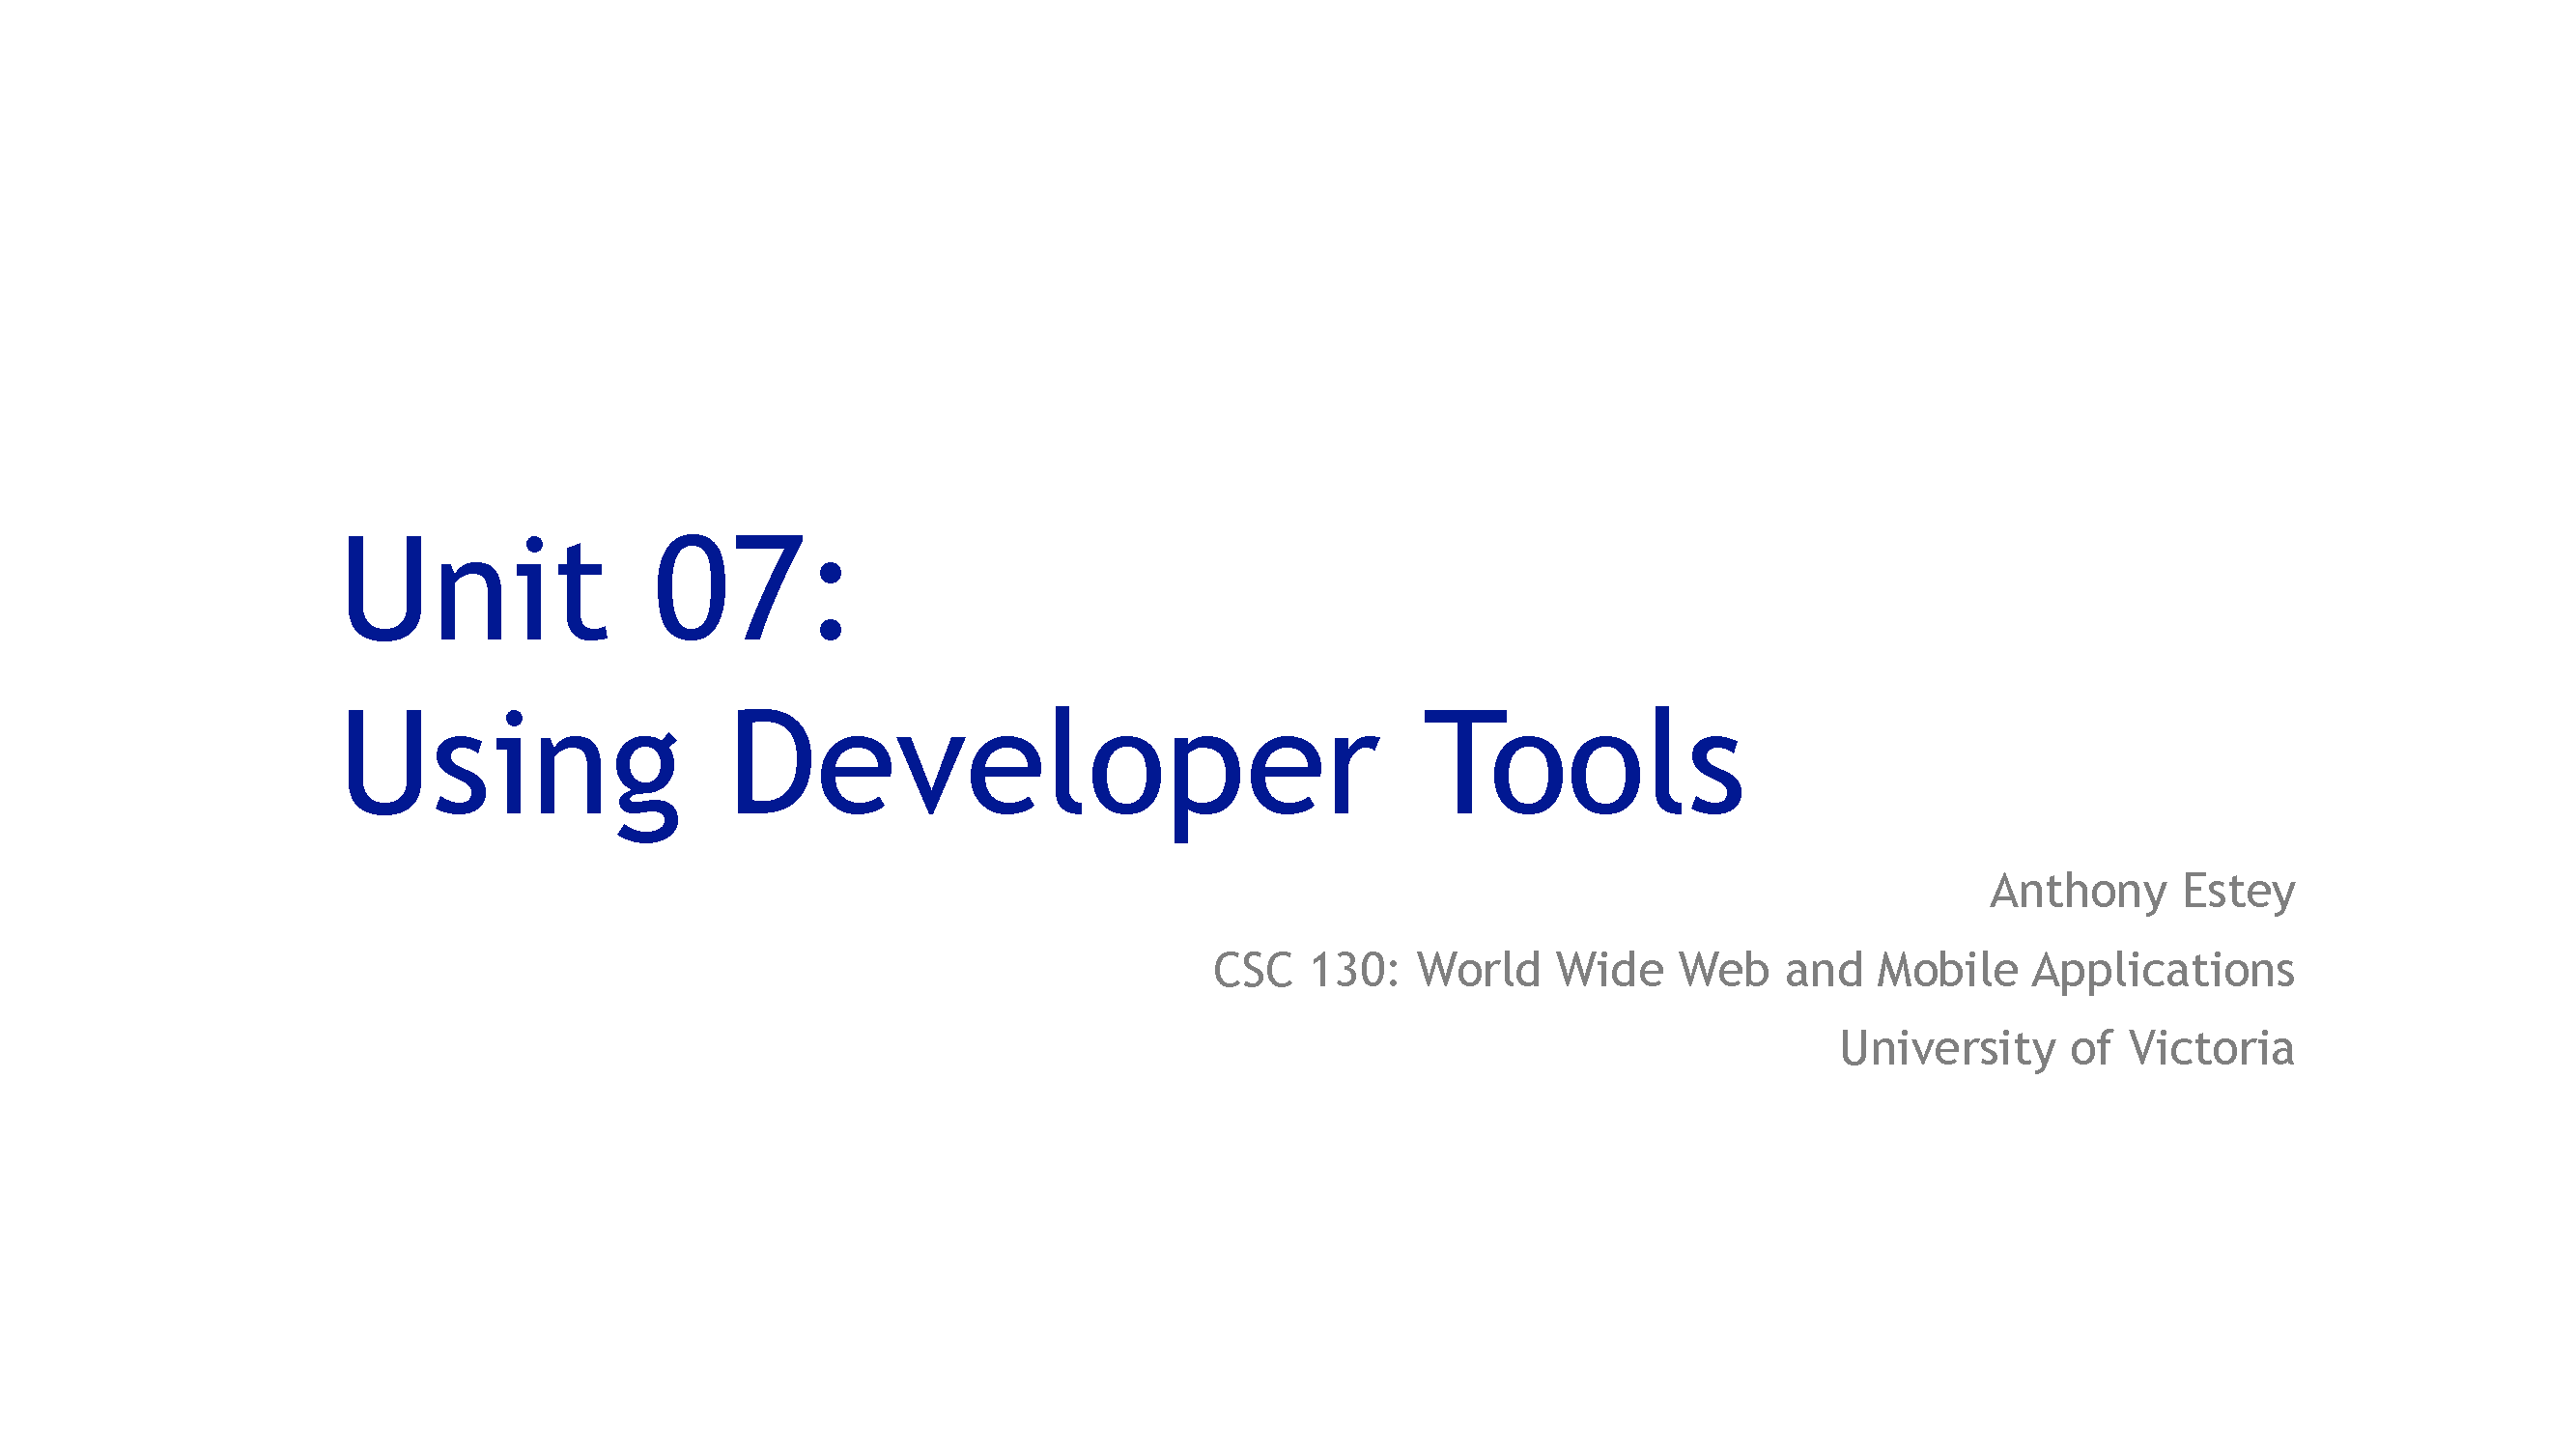 Unit 07:
Using Developer Tools
Anthony Estey
CSC 130: World Wide Web and Mobile Applications
University of Victoria